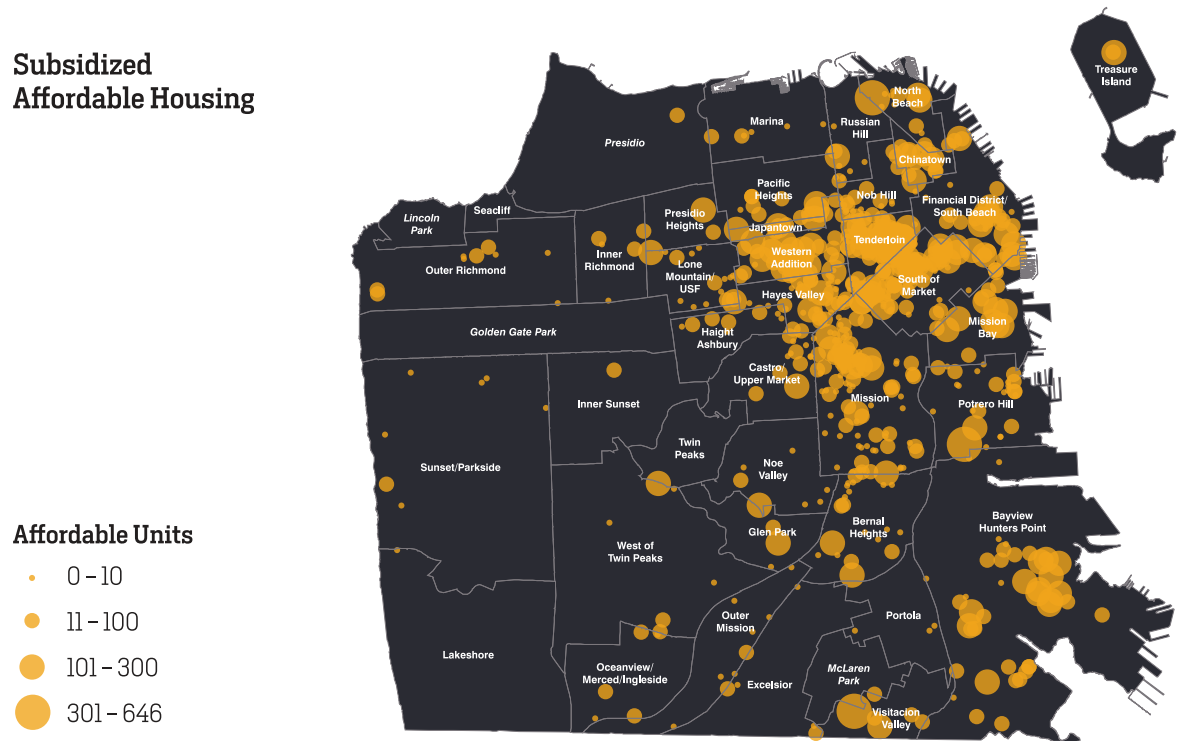 Subsidized
Affordable Housing
Treasure
Island
North
Beach
Marina
Russian
Hill
Presidio
Chinatown
Pacific
Heights
Nob Hill
Financial District/
South Beach
Seacliff
Lincoln
Park
Presidio
Heights
Japantown
Tenderloin
Western
Addition
Inner
Richmond
Outer Richmond
Lone
Mountain/
USF
South of
Market
Hayes Valley
Mission
Bay
Golden Gate Park
Haight
Ashbury
Castro/
Upper Market
Inner Sunset
Mission
Potrero Hill
Twin
Peaks
Sunset/Parkside
Noe
Valley
Bayview
Hunters Point
Glen Park
Bernal
Heights
West of
Twin Peaks
Outer
Mission
Portola
Lakeshore
Oceanview/
Merced/Ingleside
McLaren
Park
Excelsior
Visitacion
Valley
Affordable Units
0 – 10
11 – 100
101 – 300
301 – 646